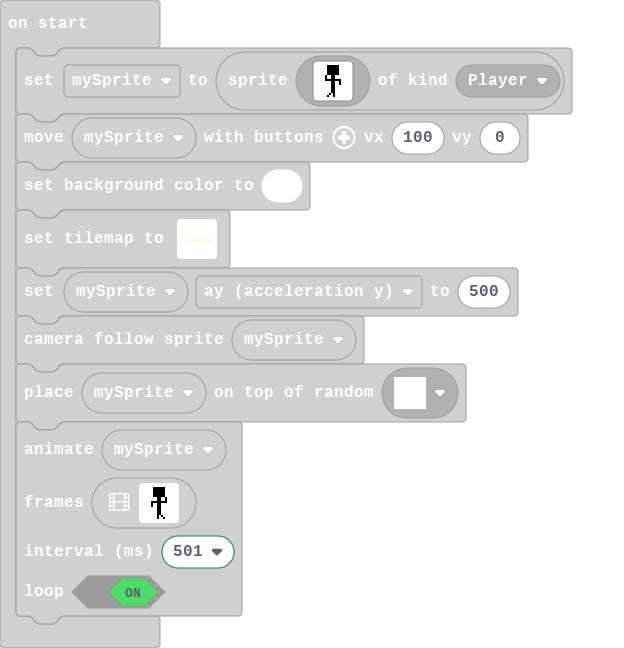 on start
set mySprite to sprite of kind Player
move mySprite with buttons vx 100 vy 0
set background color to
set tilemap to
set mySprite ay (acceleration y) to 500
camera follow sprite mySprite
place mySprite on top of random
animate mySprite
frames
interval (ms) 501
loop ON